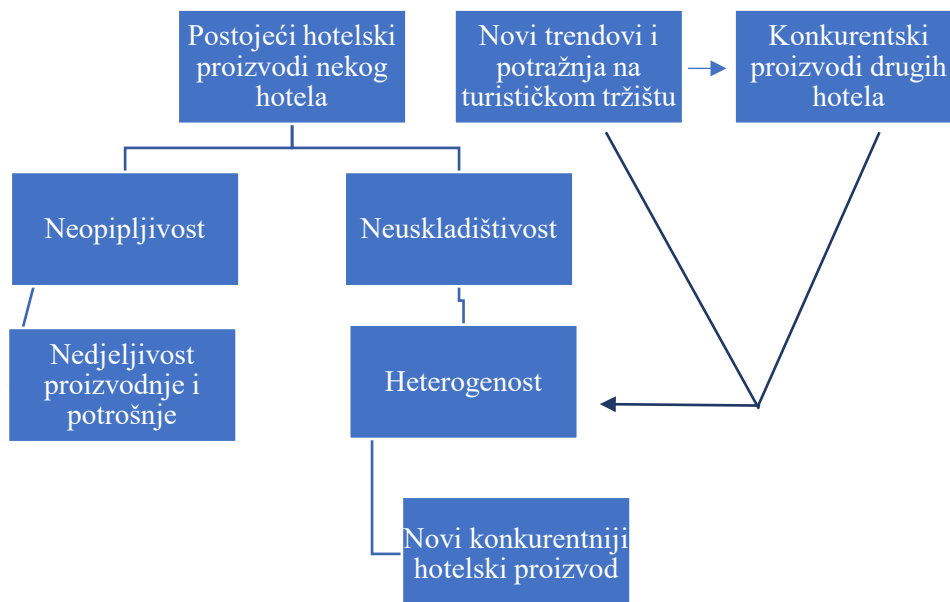 Postojeći hotelski
proizvodi nekog
hotela
Novi trendovi i
potražnja na
turističkom tržištu
Konkurentski
proizvodi drugih
hotela
Neopipljivost
Neuskladištivost
Nedjeljivost
proizvodnje i
potrošnje
Heterogenost
Novi konkurentniji
hotelski proizvod